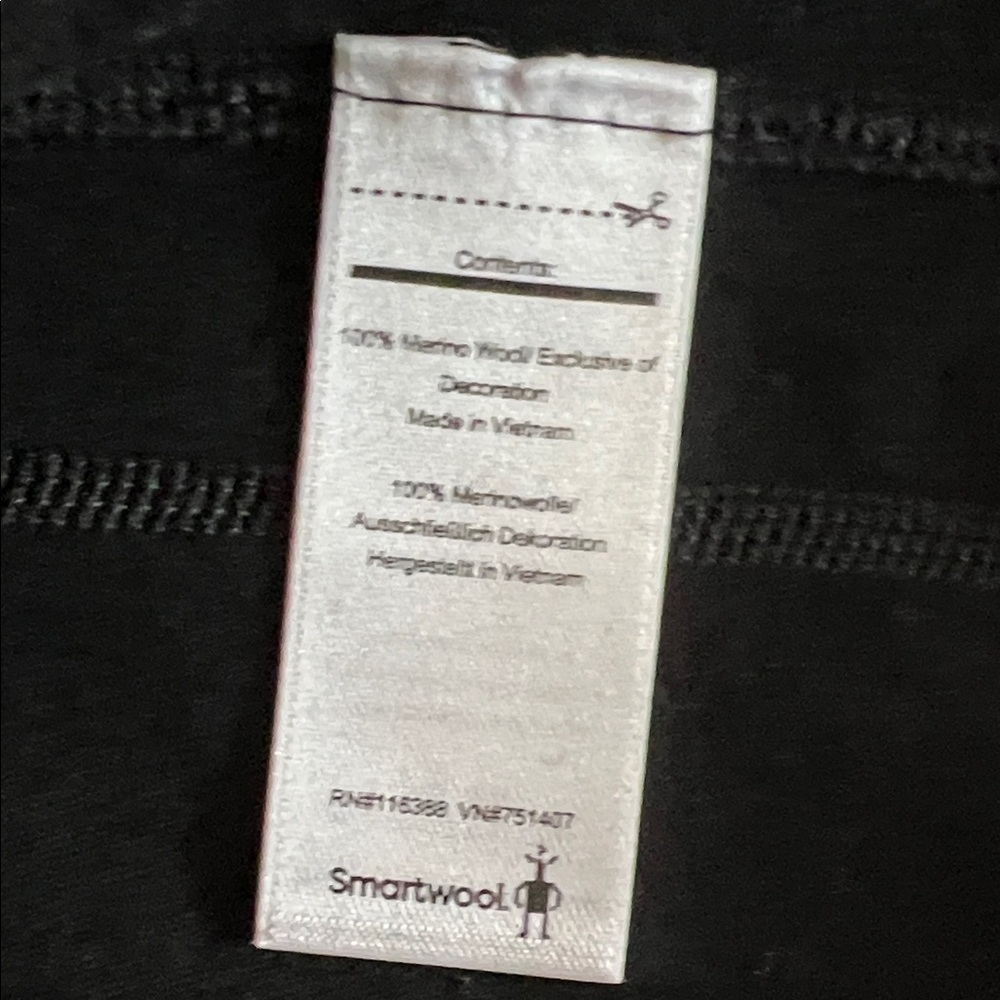 Contents:
100% Merino Wool/ Exclusive of
Decoration
Made in Vietnam
100% Merinowolle/
Ausschließlich Dekoration
Hergestellt in Vietnam
RN#116388 VN#751407
Smartwool